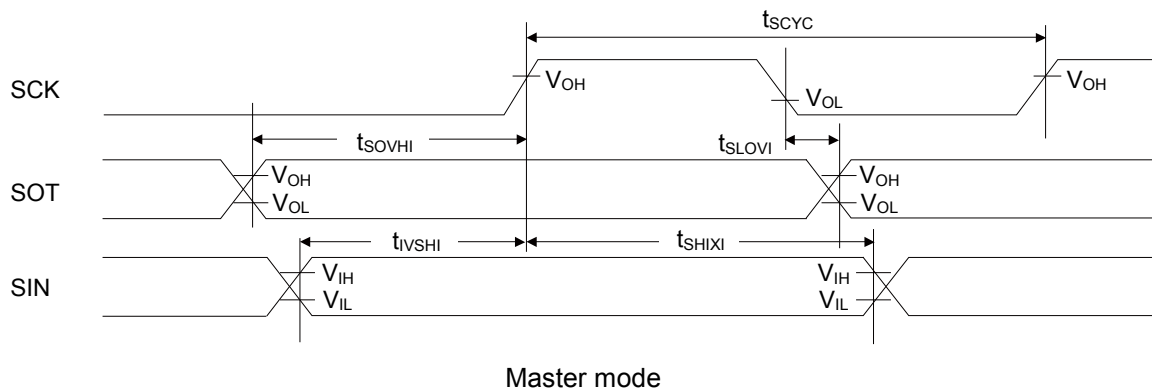 tSCYC
SCK
VOH
VOL
VOH
tSOVHI
tSLOVI
SOT
VOH
VOL
VOH
VOL
tIVSHI
tSHIXI
SIN
VIH
VIL
VIH
VIL
Master mode